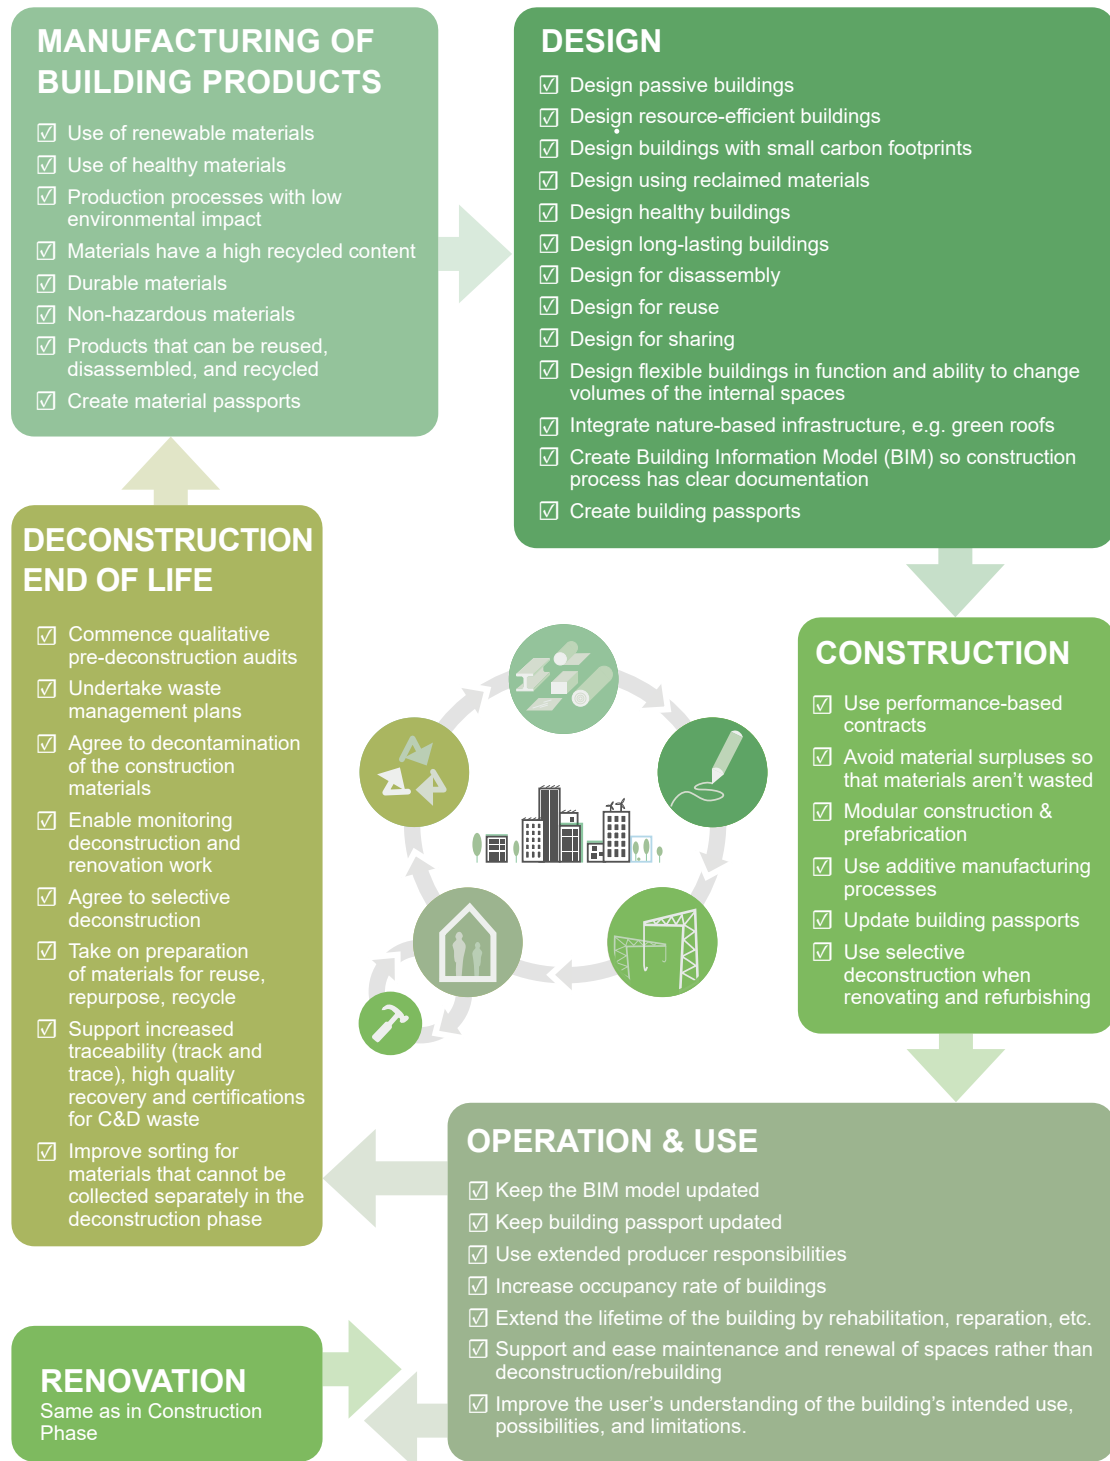 MANUFACTURING OF
BUILDING PRODUCTS
☑ Use of renewable materials
☑ Use of healthy materials
☑ Production processes with low
environmental impact
☑ Materials have a high recycled content
☑ Durable materials
☑ Non-hazardous materials
☑ Products that can be reused,
disassembled, and recycled
☑ Create material passports
DESIGN
☑ Design passive buildings
☑ Design resource-efficient buildings
☑ Design buildings with small carbon footprints
☑ Design using reclaimed materials
☑ Design healthy buildings
☑ Design long-lasting buildings
☑ Design for disassembly
☑ Design for reuse
☑ Design for sharing
☑ Design flexible buildings in function and ability to change
volumes of the internal spaces
☑ Integrate nature-based infrastructure, e.g. green roofs
☑ Create Building Information Model (BIM) so construction
process has clear documentation
☑ Create building passports
CONSTRUCTION
☑ Use performance-based
contracts
☑ Avoid material surpluses so
that materials aren’t wasted
☑ Modular construction &
prefabrication
☑ Use additive manufacturing
processes
☑ Update building passports
☑ Use selective
deconstruction when
renovating and refurbishing
OPERATION & USE
☑ Keep the BIM model updated
☑ Keep building passport updated
☑ Use extended producer responsibilities
☑ Increase occupancy rate of buildings
☑ Extend the lifetime of the building by rehabilitation, reparation, etc.
☑ Support and ease maintenance and renewal of spaces rather than
deconstruction/rebuilding
☑ Improve the user’s understanding of the building’s intended use,
possibilities, and limitations.
RENOVATION
Same as in Construction
Phase
DECONSTRUCTION
END OF LIFE
☑ Commence qualitative
pre-deconstruction audits
☑ Undertake waste
management plans
☑ Agree to decontamination
of the construction
materials
☑ Enable monitoring
deconstruction and
renovation work
☑ Agree to selective
deconstruction
☑ Take on preparation
of materials for reuse,
repurpose, recycle
☑ Support increased
traceability (track and
trace), high quality
recovery and certifications
for C&D waste
☑ Improve sorting for
materials that cannot be
collected separately in the
deconstruction phase